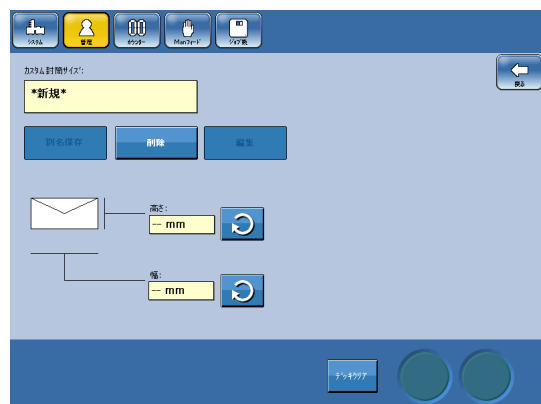 システム
管理
カウンター
Manフィード
ジョブ表
カスタム封筒サイズ:
戻る
*新規*
別名保存
削除
編集
高さ:
-- mm
幅:
-- mm
デッキクリア